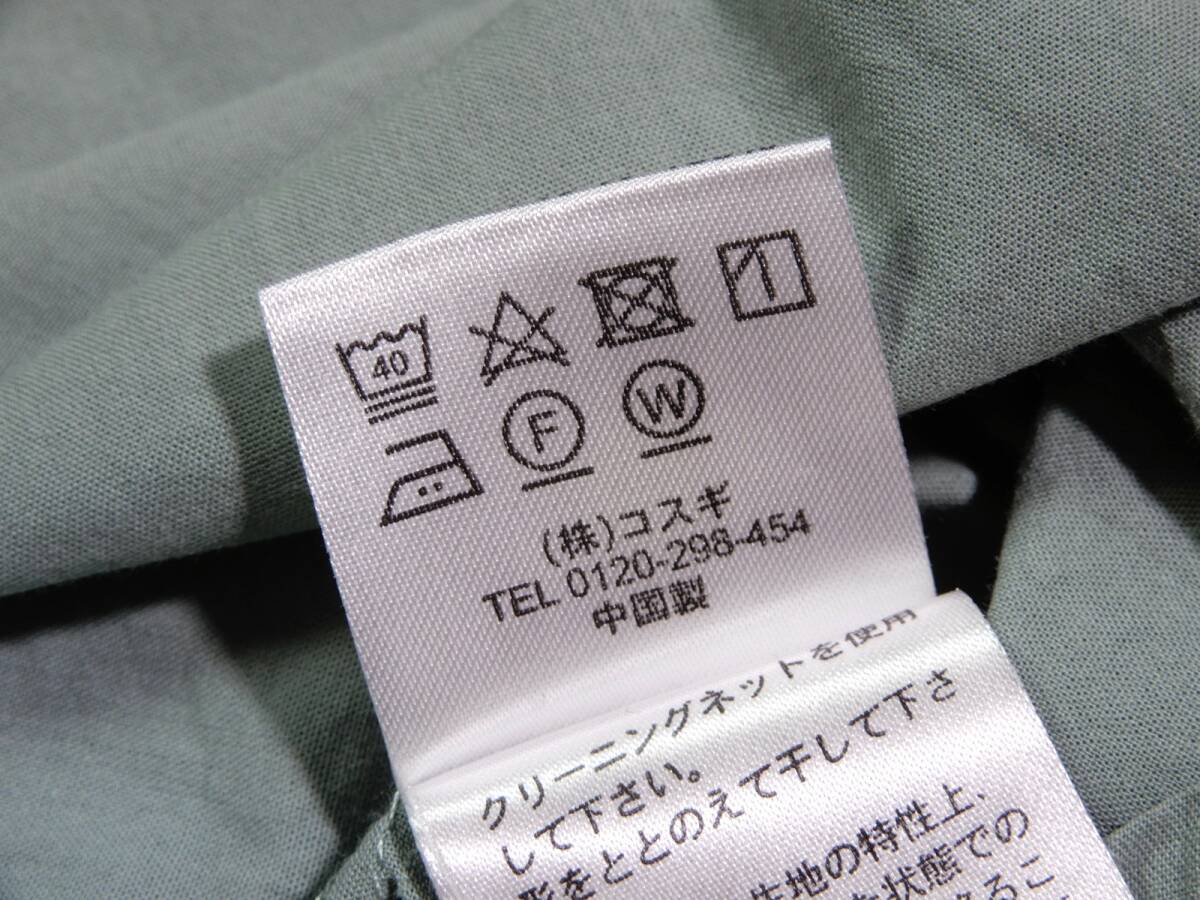 40
F W
(株)コスギ
TEL 0120-298-454
中国製
クリーニングネットを使用
して下さい。
形をととのえて干して下さ
生地の特性上、
状態での
るこ